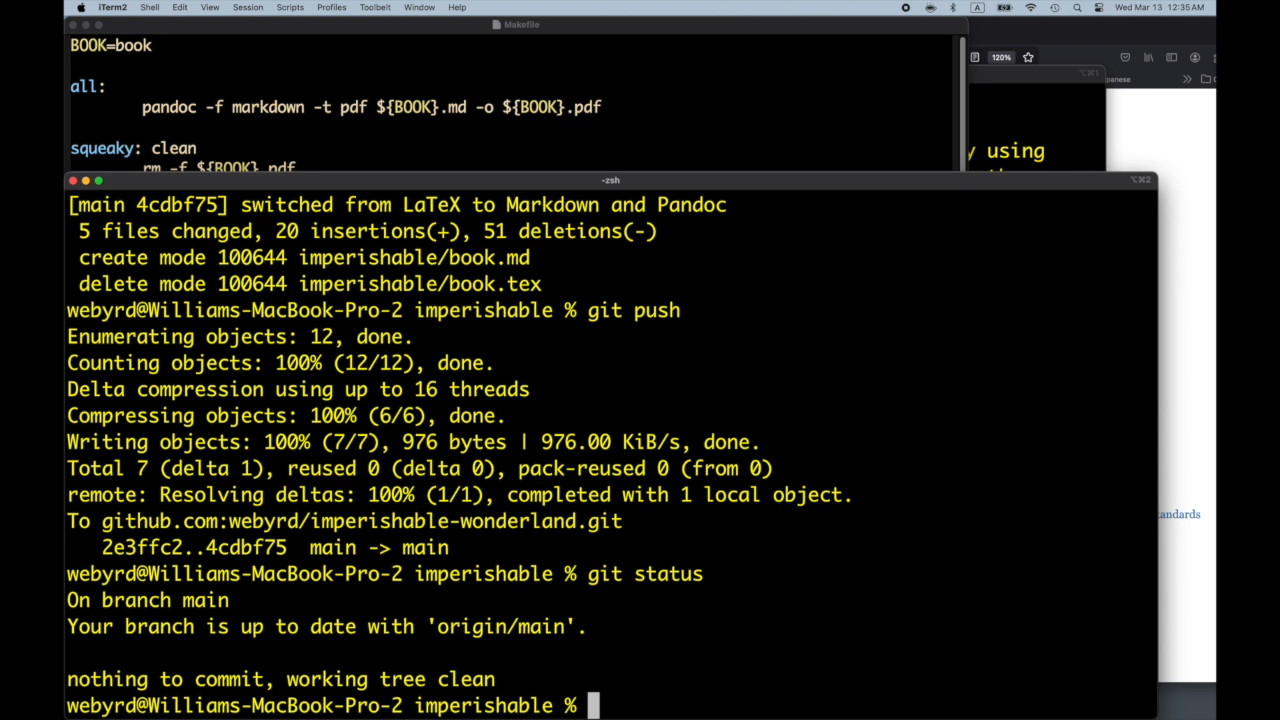 iTerm2 Shell Edit View Session Scripts Profiles Toolbelt Window Help A Wed Mar 13 12:35 AM
Makefile
BOOK=book
120%
all:
⌥⌘1
panese
pandoc -f markdown -t pdf ${BOOK}.md -o ${BOOK}.pdf
squeaky: clean
y using
rm -f ${BOOK}.pdf
-zsh
⌥⌘2
[main 4cdbf75] switched from LaTeX to Markdown and Pandoc
5 files changed, 20 insertions(+), 51 deletions(-)
create mode 100644 imperishable/book.md
delete mode 100644 imperishable/book.tex
webyrd@Williams-MacBook-Pro-2 imperishable % git push
Enumerating objects: 12, done.
Counting objects: 100% (12/12), done.
Delta compression using up to 16 threads
Compressing objects: 100% (6/6), done.
Writing objects: 100% (7/7), 976 bytes | 976.00 KiB/s, done.
Total 7 (delta 1), reused 0 (delta 0), pack-reused 0 (from 0)
remote: Resolving deltas: 100% (1/1), completed with 1 local object.
To github.com:webyrd/imperishable-wonderland.git
tandards
2e3ffc2..4cdbf75 main -> main
webyrd@Williams-MacBook-Pro-2 imperishable % git status
On branch main
Your branch is up to date with 'origin/main'.
nothing to commit, working tree clean
webyrd@Williams-MacBook-Pro-2 imperishable %